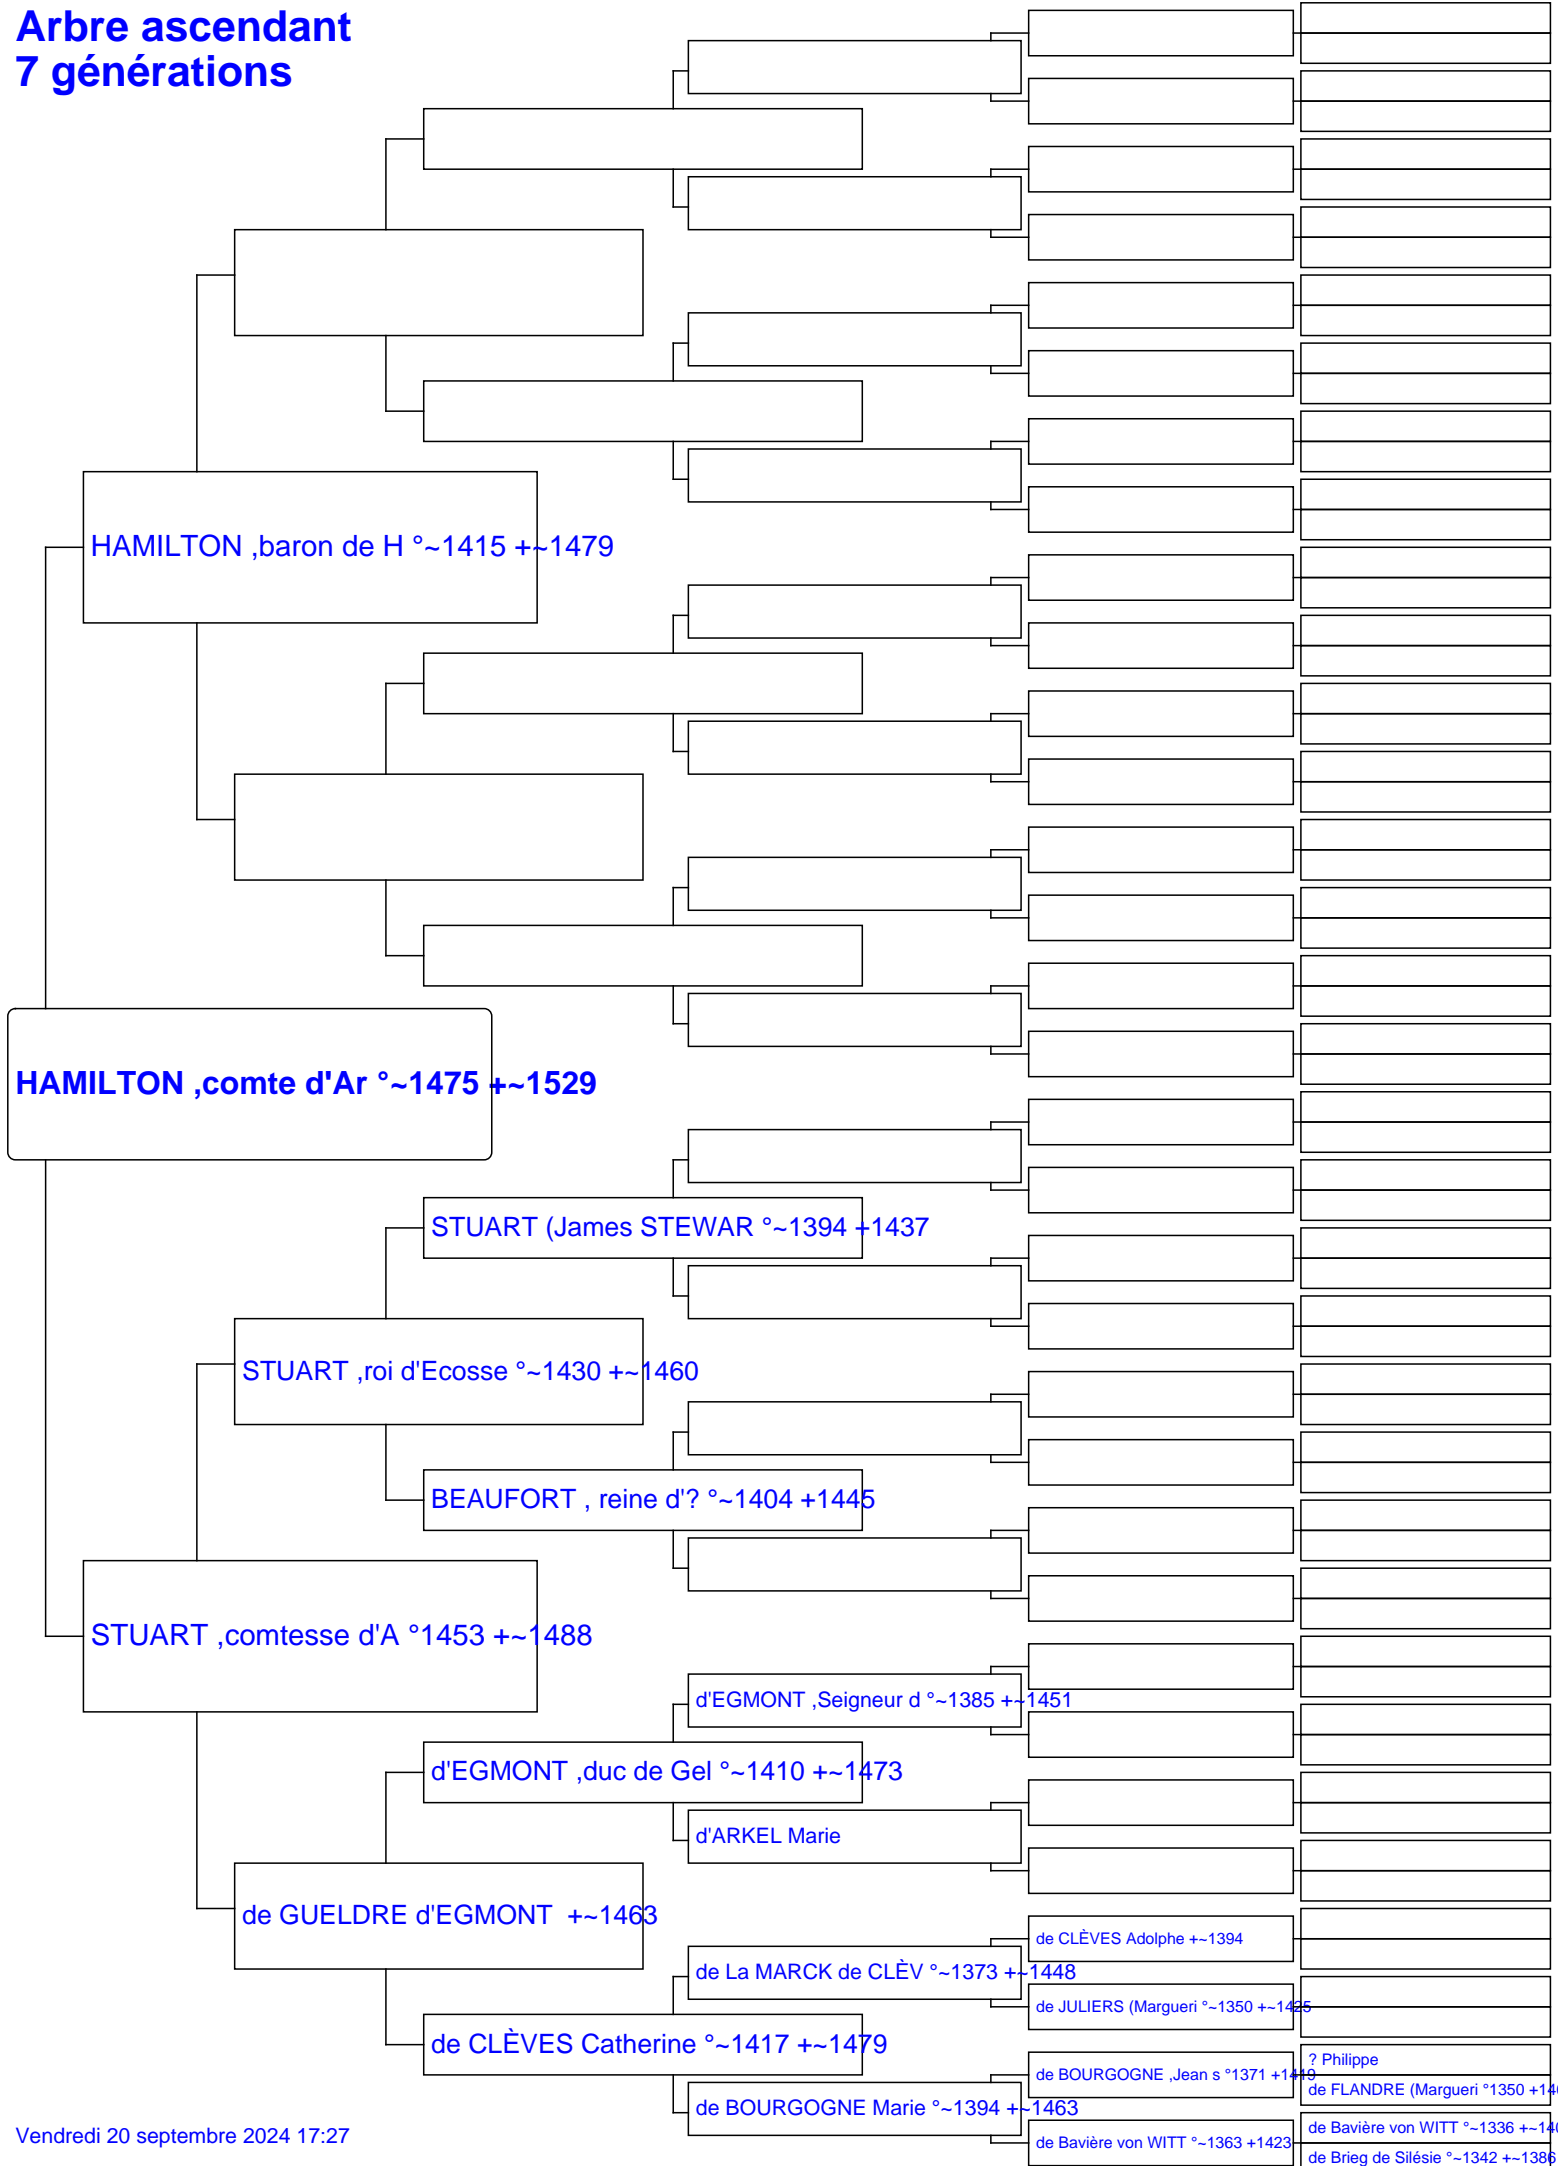 Arbre ascendant
7 générations
HAMILTON ,baron de H °~1415 +~1479
HAMILTON ,comte d'Ar °~1475 +~1529
STUART (James STEWAR °~1394 +1437
STUART ,roi d'Ecosse °~1430 +~1460
BEAUFORT , reine d'? °~1404 +1445
STUART ,comtesse d'A °1453 +~1488
d'EGMONT ,Seigneur d °~1385 +~1451
d'EGMONT ,duc de Gel °~1410 +~1473
d'ARKEL Marie
de GUELDRE d'EGMONT  +~1463
de CLÈVES Adolphe +~1394
de La MARCK de CLÈV °~1373 +~1448
de JULIERS (Margueri °~1350 +~1425
de CLÈVES Catherine °~1417 +~1479
? Philippe
de BOURGOGNE ,Jean s °1371 +1419
de FLANDRE (Margueri °1350 +140
de BOURGOGNE Marie °~1394 +~1463
de Bavière von WITT °~1336 +~140
de Bavière von WITT °~1363 +1423
de Brieg de Silésie °~1342 +~1386
Vendredi 20 septembre 2024 17:27